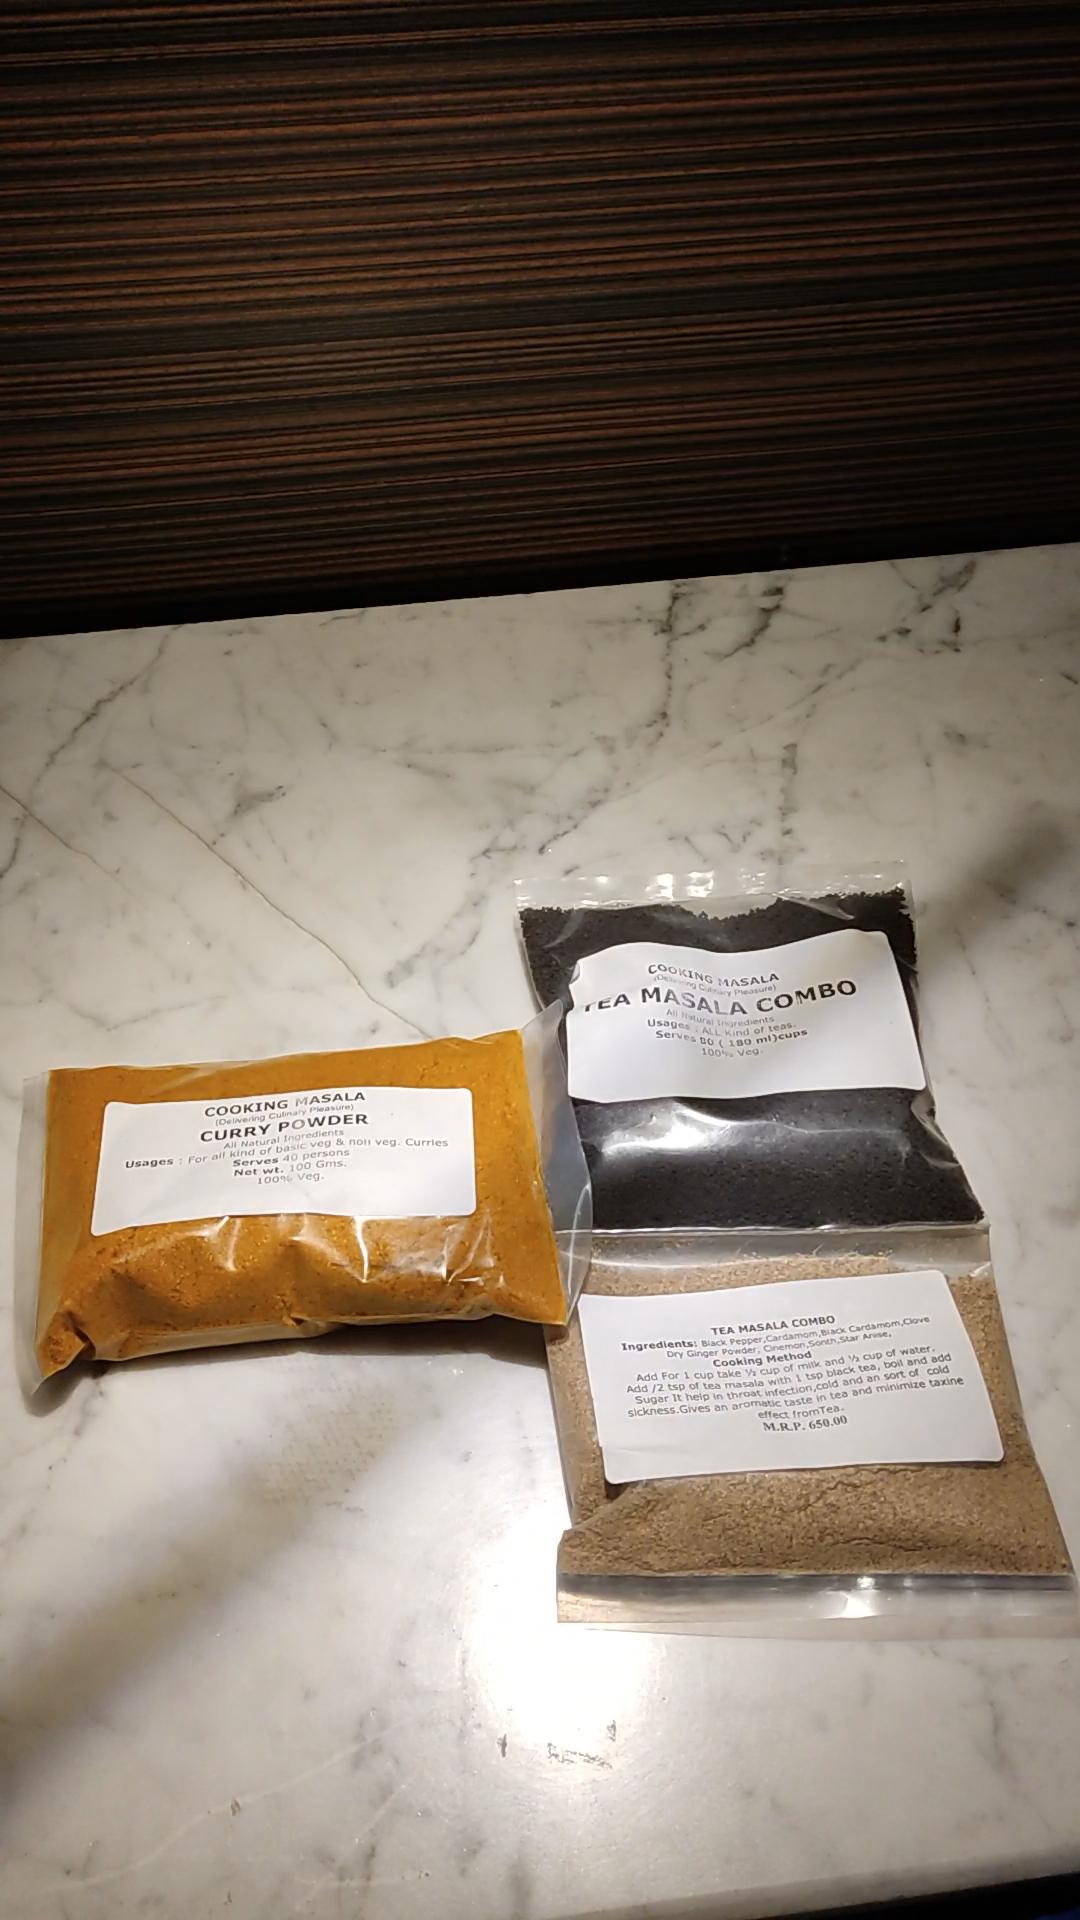 COOKING MASALA
(Delivering Culinary Pleasure)
CURRY POWDER
All Natural Ingredients
Usages : For all kind of basic veg & non veg. Curries
Serves 40 persons
Net wt. 100 Gms.
100% Veg.
COOKING MASALA
(Delivering Culinary Pleasure)
TEA MASALA COMBO
All Natural Ingredients
Usages : ALL Kind of teas.
Serves 80 ( 180 ml)cups
100% Veg.
TEA MASALA COMBO
Ingredients: Black Pepper,Cardamom,Black Cardamom,Clove
Dry Ginger Powder, Cinemon,Sonth,Star Anise,
Cooking Method
Add For 1 cup take ½ cup of milk and ½ cup of water.
Add /2 tsp of tea masala with 1 tsp black tea, boil and add
Sugar It help in throat infection,cold and an sort of cold
sickness.Gives an aromatic taste in tea and minimize taxine
effect fromTea.
M.R.P. 650.00